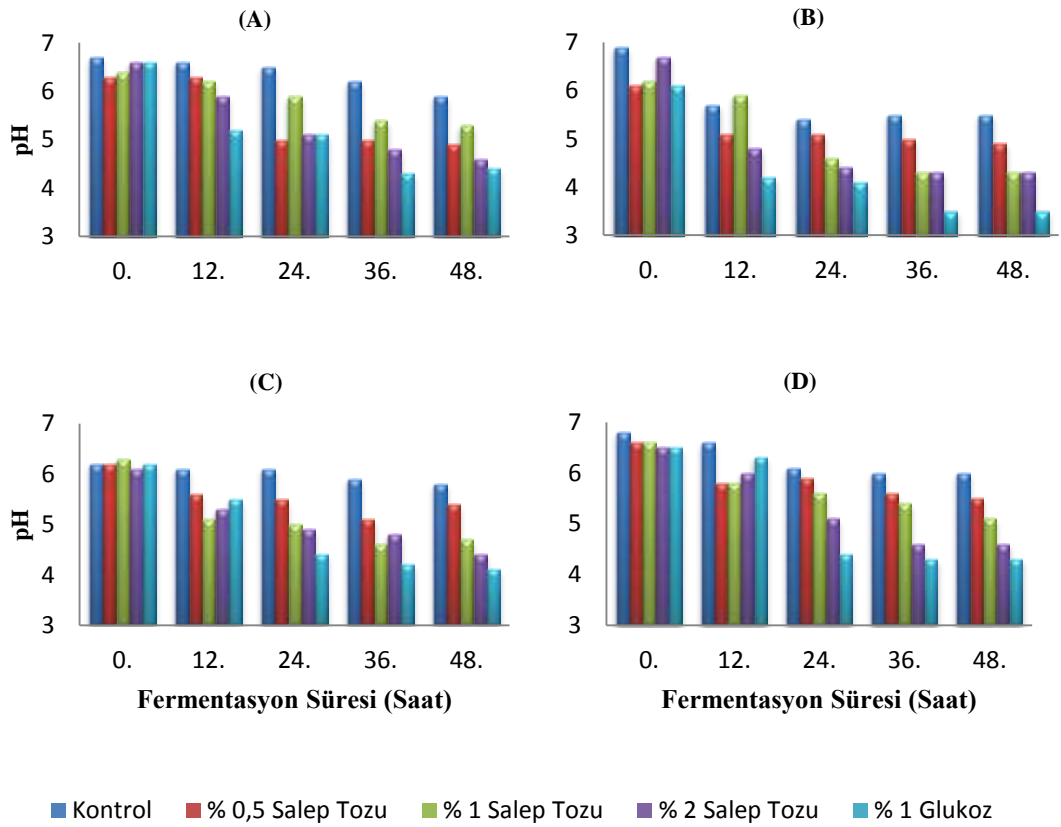 (A)
7
6
5
4
3
pH
0. 12. 24. 36. 48.
(B)
7
6
5
4
3
0. 12. 24. 36. 48.
(C)
7
6
5
4
3
pH
0. 12. 24. 36. 48.
Fermentasyon Süresi (Saat)
(D)
7
6
5
4
3
0. 12. 24. 36. 48.
Fermentasyon Süresi (Saat)
Kontrol % 0,5 Salep Tozu % 1 Salep Tozu % 2 Salep Tozu % 1 Glukoz